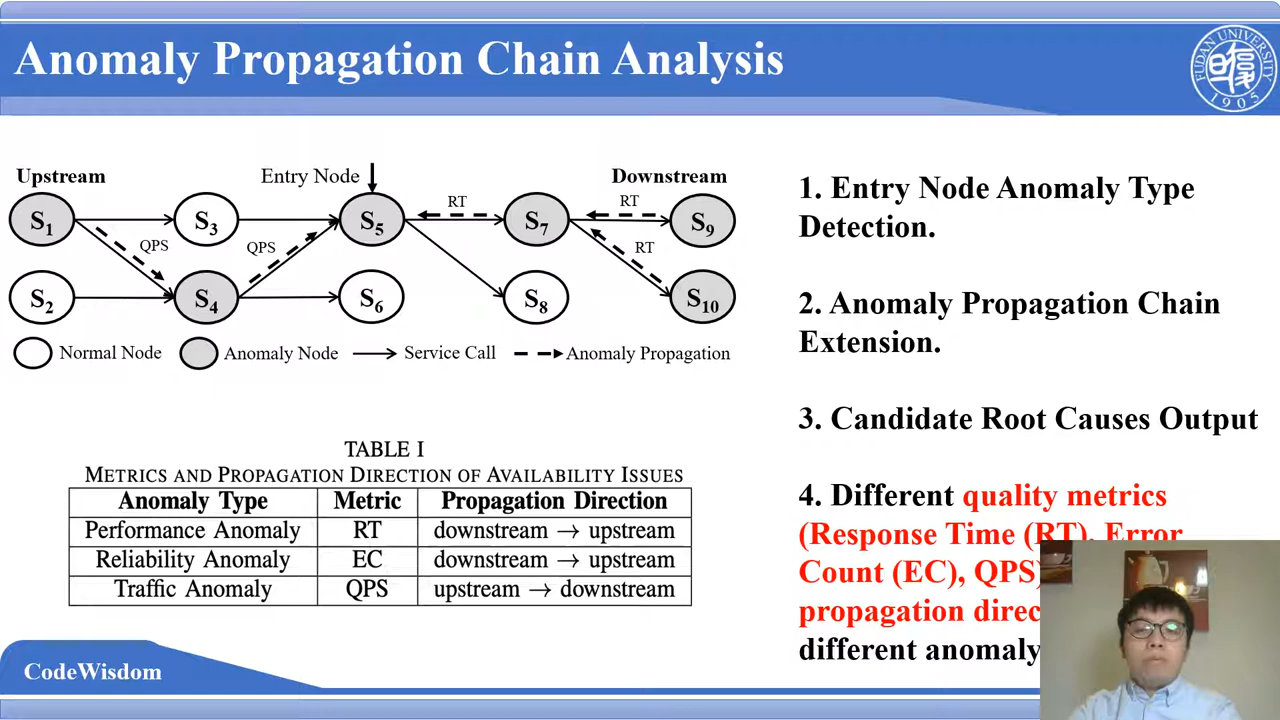 Anomaly Propagation Chain Analysis
FUDAN UNIVERSITY
1905
Upstream
Entry Node
Downstream
S1
S3
S5
RT
S7
RT
S9
QPS
QPS
RT
S2
S4
S6
S8
S10
Normal Node
Anomaly Node
Service Call
Anomaly Propagation
TABLE I
METRICS AND PROPAGATION DIRECTION OF AVAILABILITY ISSUES
Anomaly Type Metric Propagation Direction
Performance Anomaly RT downstream → upstream
Reliability Anomaly EC downstream → upstream
Traffic Anomaly QPS upstream → downstream
1. Entry Node Anomaly Type
Detection.
2. Anomaly Propagation Chain
Extension.
3. Candidate Root Causes Output
4. Different quality metrics
(Response Time (RT), Error
Count (EC), QPS)
propagation
different anomaly
CodeWisdom